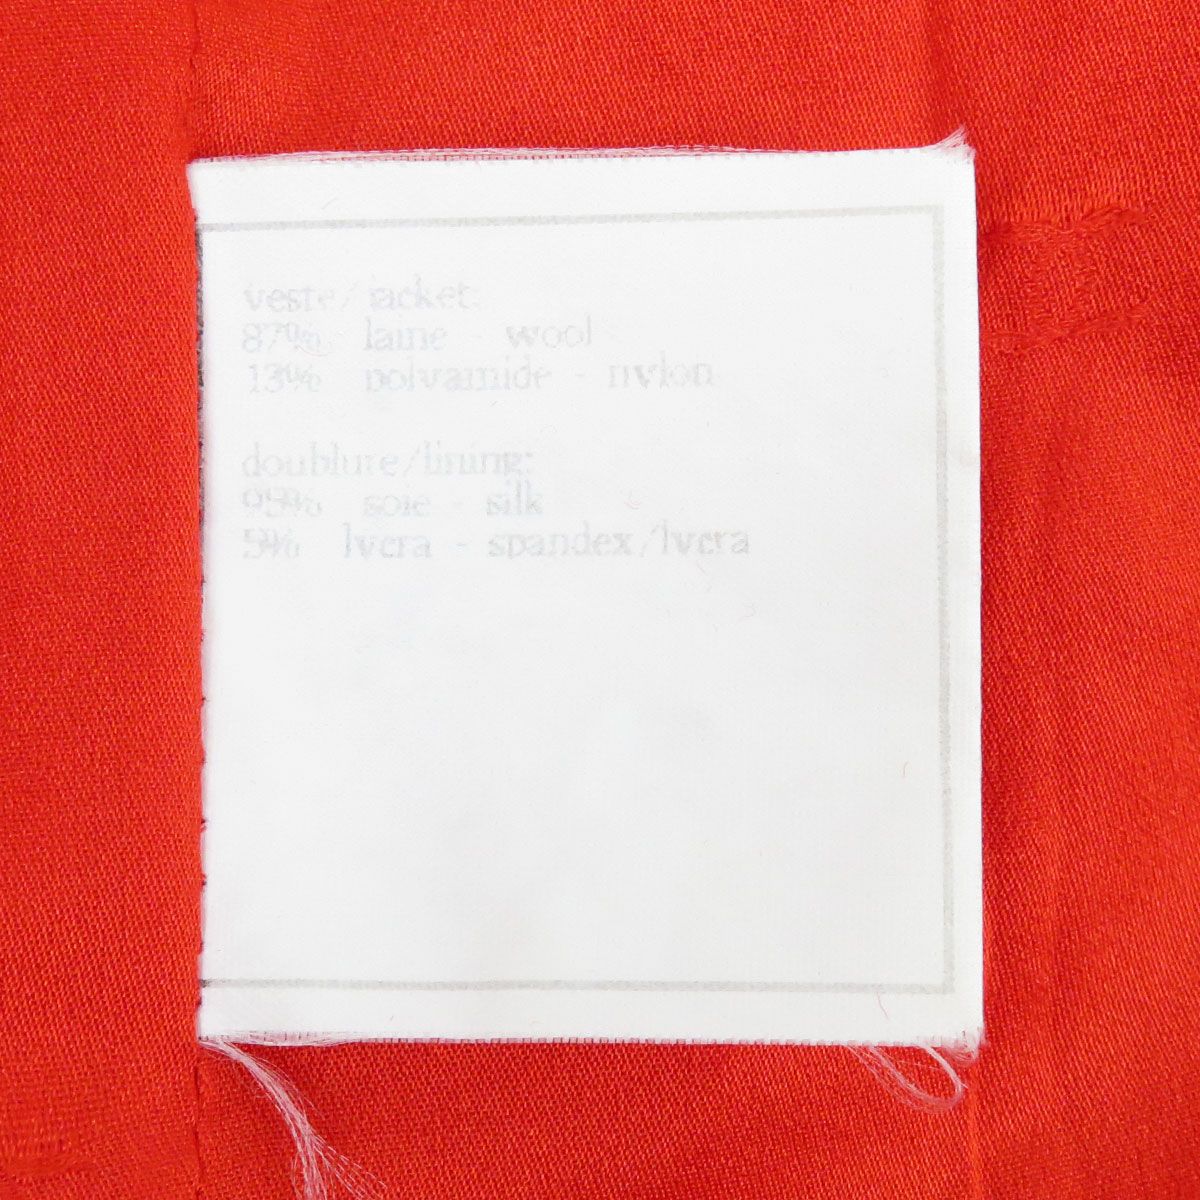 veste/jacket:
87% laine - wool
13% polyamide - nylon
doublure/lining:
95% soie - silk
5% lycra - spandex/lycra